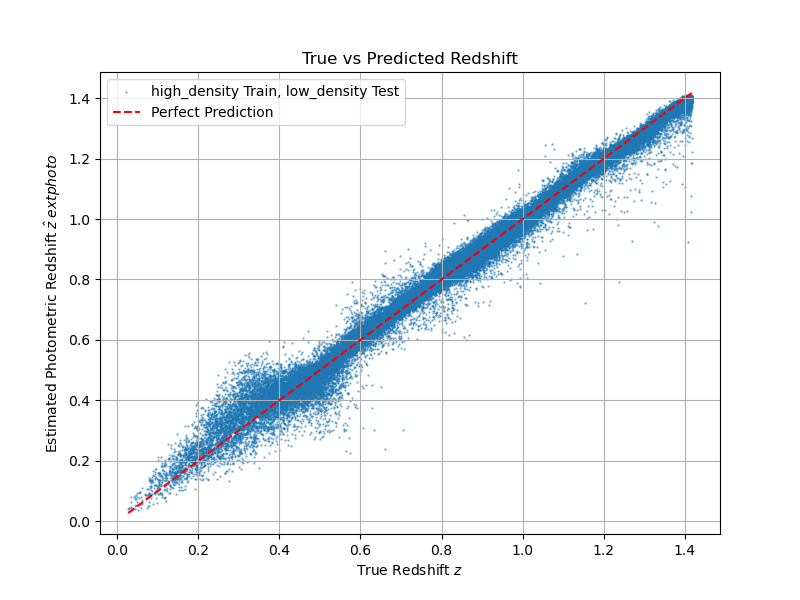 True vs Predicted Redshift
high_density Train, low_density Test
Perfect Prediction
Estimated Photometric Redshift ẑ extphoto
1.4
1.2
1.0
0.8
0.6
0.4
0.2
0.0
0.0 0.2 0.4 0.6 0.8 1.0 1.2 1.4
True Redshift z